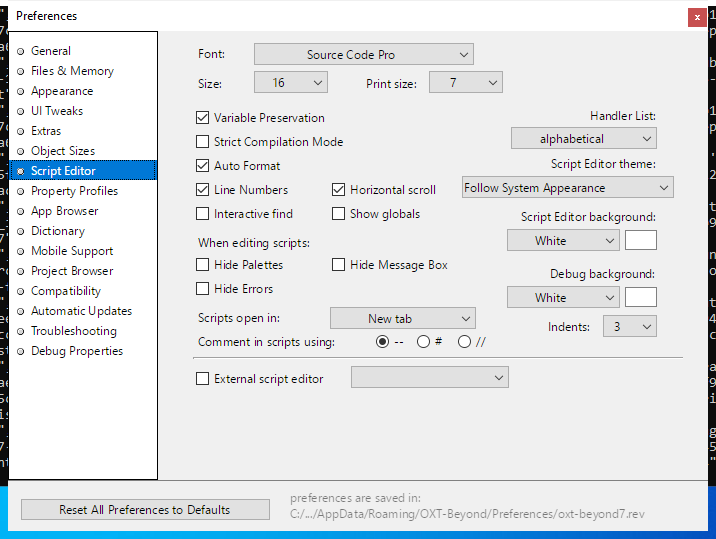 Preferences
x
General
Files & Memory
Appearance
UI Tweaks
Extras
Object Sizes
Script Editor
Property Profiles
App Browser
Dictionary
Mobile Support
Project Browser
Compatibility
Automatic Updates
Troubleshooting
Debug Properties
Font: Source Code Pro
Size: 16 Print size: 7
Variable Preservation
Strict Compilation Mode
Auto Format
Line Numbers Horizontal scroll
Interactive find Show globals
Handler List:
alphabetical
Script Editor theme:
Follow System Appearance
Script Editor background:
White
Debug background:
White
Indents: 3
When editing scripts:
Hide Palettes Hide Message Box
Hide Errors
Scripts open in: New tab
Comment in scripts using: -- # //
External script editor
Reset All Preferences to Defaults
preferences are saved in:
C:/.../AppData/Roaming/OXT-Beyond/Preferences/oxt-beyond7.rev